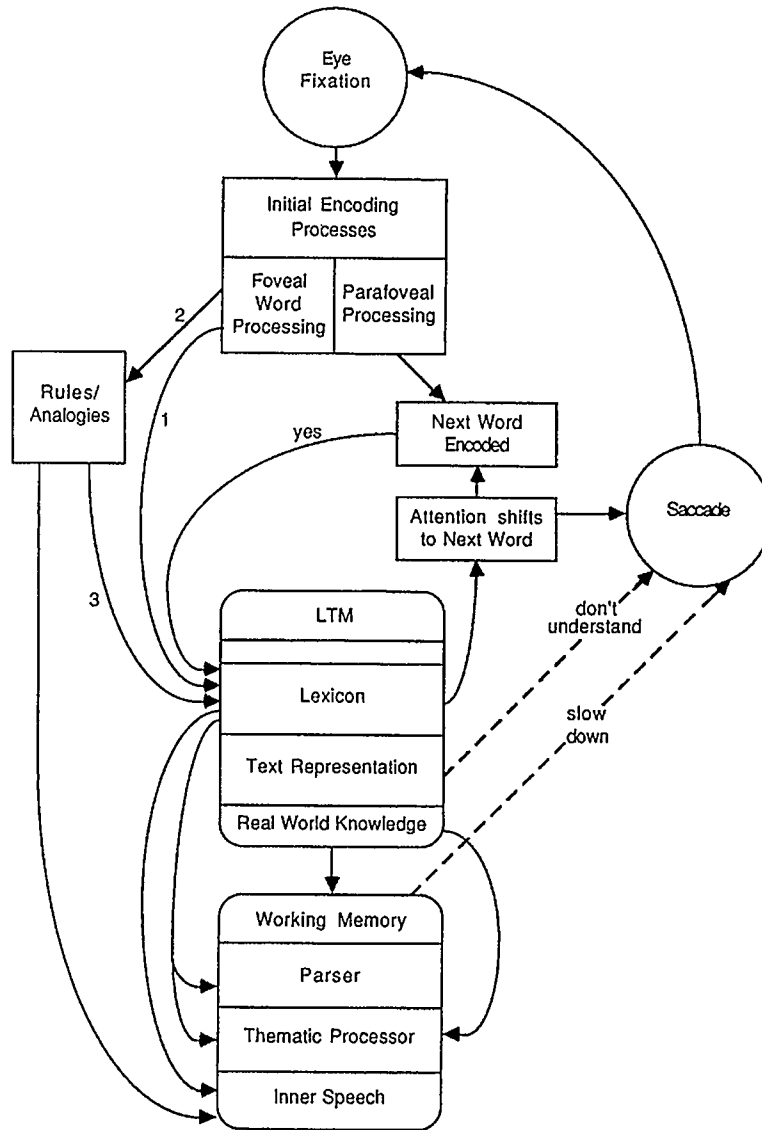 Eye
Fixation
Initial Encoding
Processes
Foveal
Word
Processing
Parafoveal
Processing
2
Rules/
Analogies
1
yes
Next Word
Encoded
Attention shifts
to Next Word
Saccade
3
LTM
don't
understand
Lexicon
slow
down
Text Representation
Real World Knowledge
Working Memory
Parser
Thematic Processor
Inner Speech